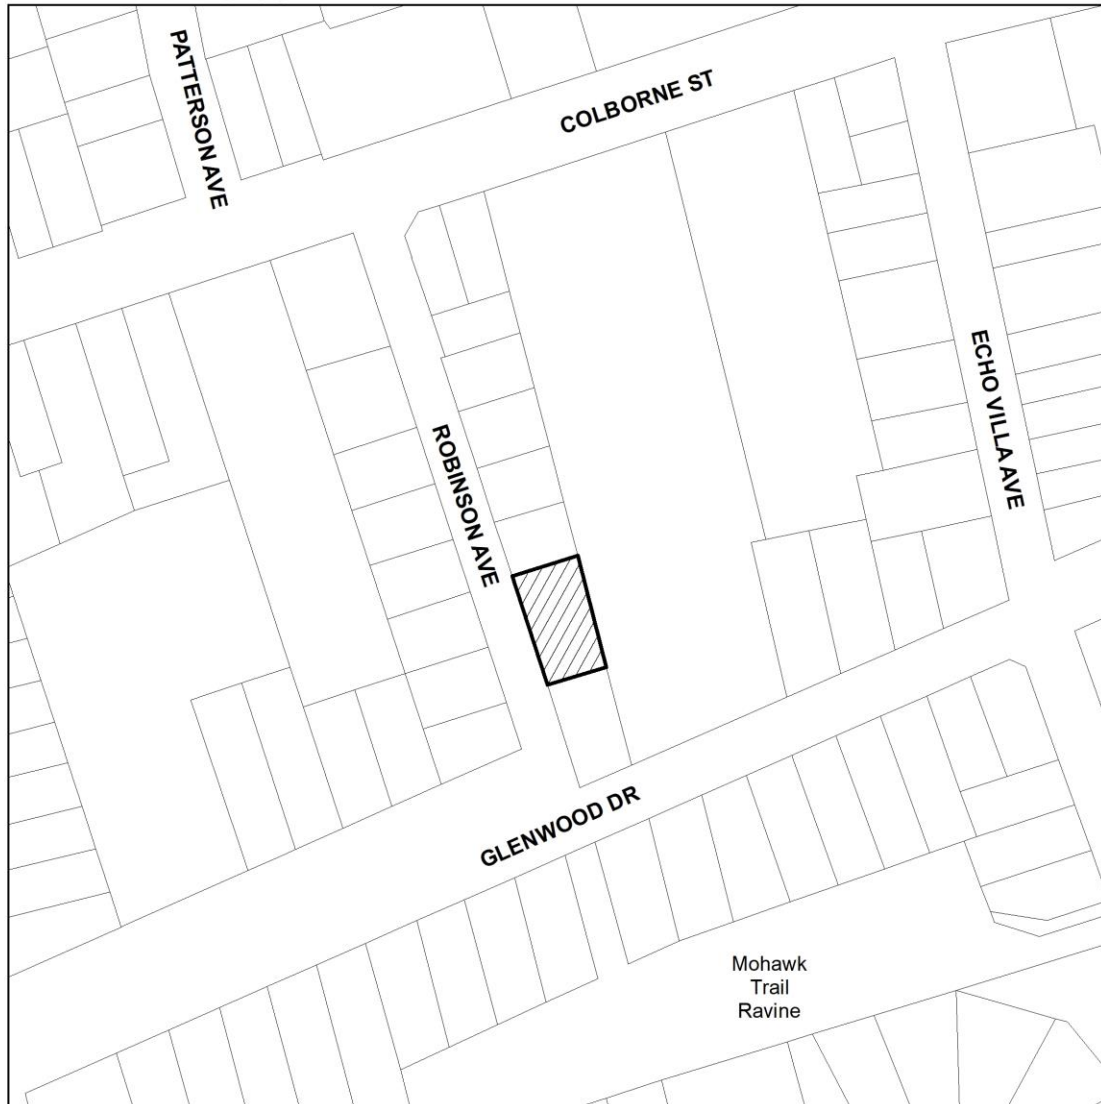 PATTERSON AVE
COLBORNE ST
ROBINSON AVE
ECHO VILLA AVE
GLENWOOD DR
Mohawk
Trail
Ravine